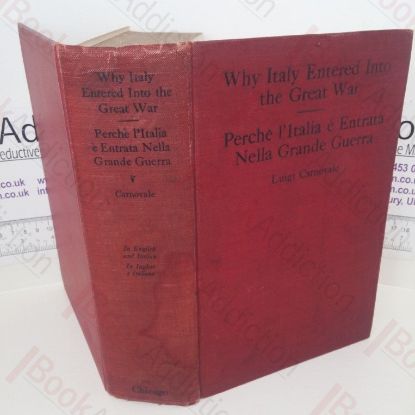 Why Italy
Entered Into the
Great War
Perchè l'Italia
è Entrata Nella
Grande Guerra
Carnovale
In English
and Italian
In Inglese
e Italiano
Chicago
Why Italy Entered Into
the Great War
Perchè l'Italia è Entrata
Nella Grande Guerra
Luigi Carnovale